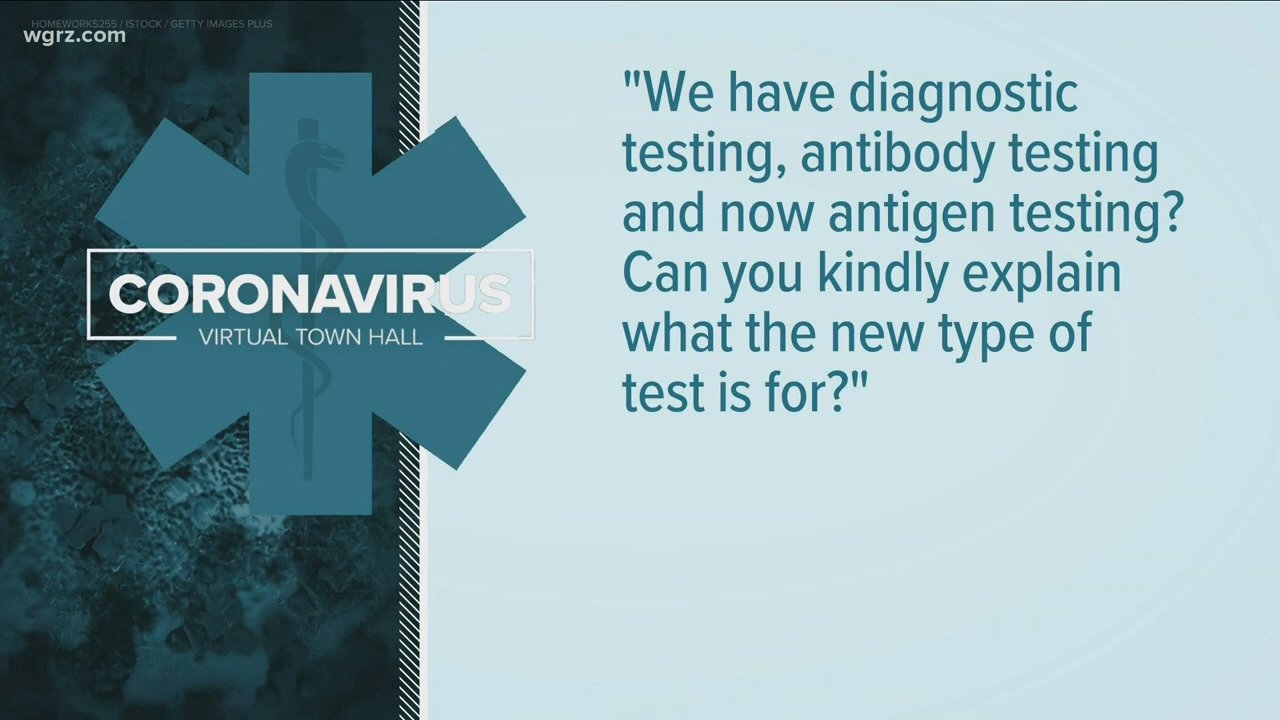 HOMEWORKS255 / ISTOCK / GETTY IMAGES PLUS
wgrz.com
CORONAVIRUS
VIRTUAL TOWN HALL
"We have diagnostic
testing, antibody testing
and now antigen testing?
Can you kindly explain
what the new type of
test is for?"